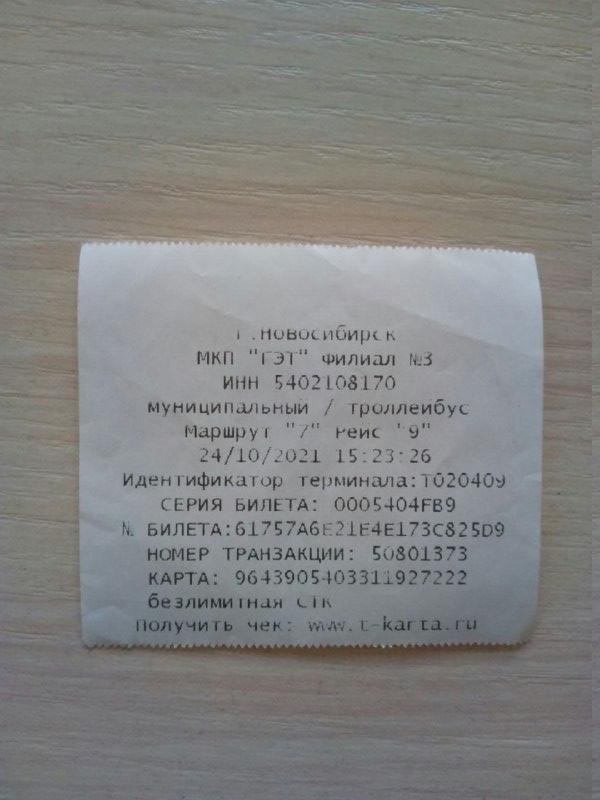 г.Новосибирск
МКП "ГЭТ" Филиал №3
ИНН 5402108170
муниципальный / троллейбус
Маршрут "7" Рейс "9"
24/10/2021 15:23:26
Идентификатор терминала:T020409
СЕРИЯ БИЛЕТА: 0005404FB9
№ БИЛЕТА:61757A6E21E4E173C825D9
НОМЕР ТРАНЗАКЦИИ: 50801373
КАРТА: 9643905403311927222
безлимитная СТК
Получить чек: www.t-karta.ru